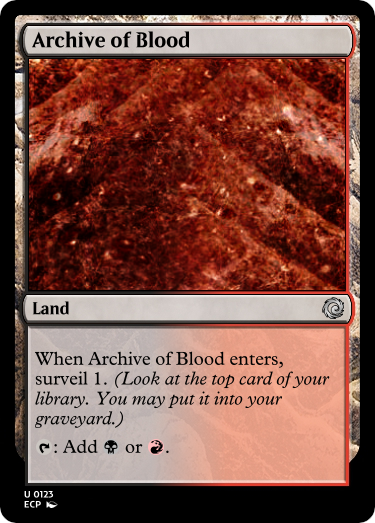 Archive of Blood
Land
When Archive of Blood enters,
surveil 1. (Look at the top card of your
library. You may put it into your
graveyard.)
: Add or .
U 0123
ECP